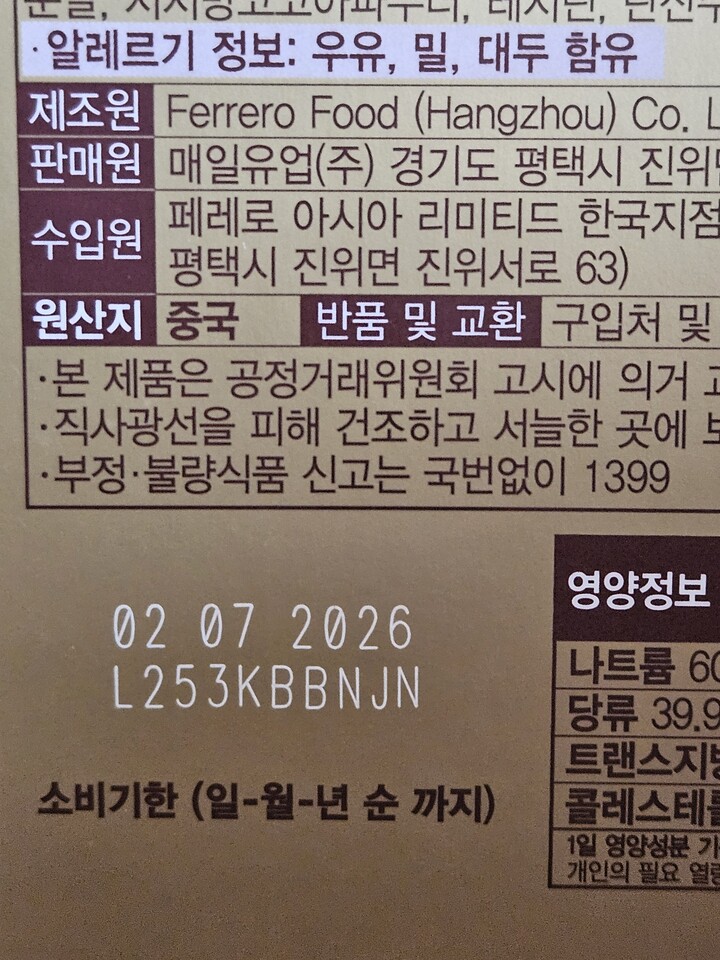 · 알레르기 정보: 우유, 밀, 대두 함유
제조원 Ferrero Food (Hangzhou) Co.
판매원 매일유업(주) 경기도 평택시
수입원 페레로 아시아 리미티드 한국지점
평택시 진위면 진위서로 63)
원산지 중국 반품 및 교환 구입처 및
·본 제품은 공정거래위원회 고시에 의거
·직사광선을 피해 건조하고 서늘한 곳에
·부정·불량식품 신고는 국번없이 1399
02 07 2026
L253KBBNJN
소비기한 (일-월-년 순 까지)
영양정보
나트륨
당류
1일 영양성분
개인의 필요